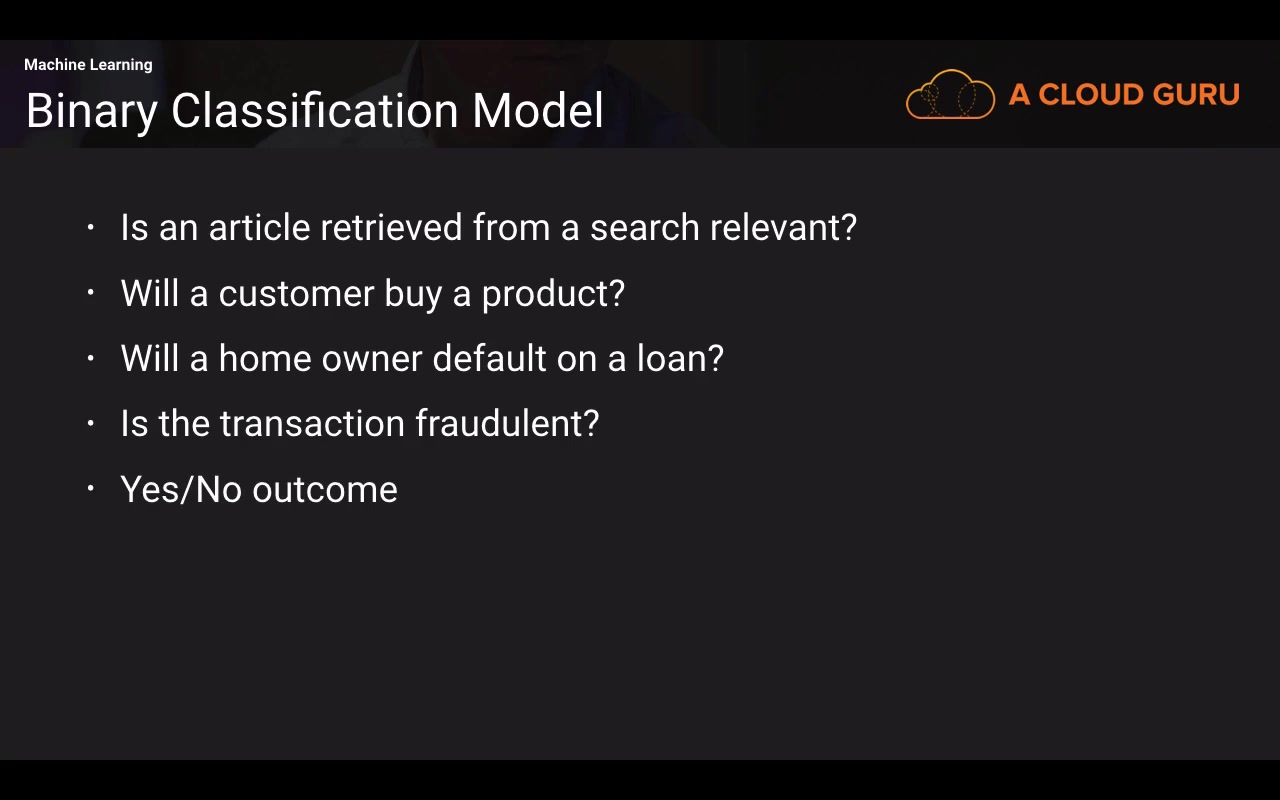 Machine Learning
Binary Classification Model
A CLOUD GURU
• Is an article retrieved from a search relevant?
• Will a customer buy a product?
• Will a home owner default on a loan?
• Is the transaction fraudulent?
• Yes/No outcome